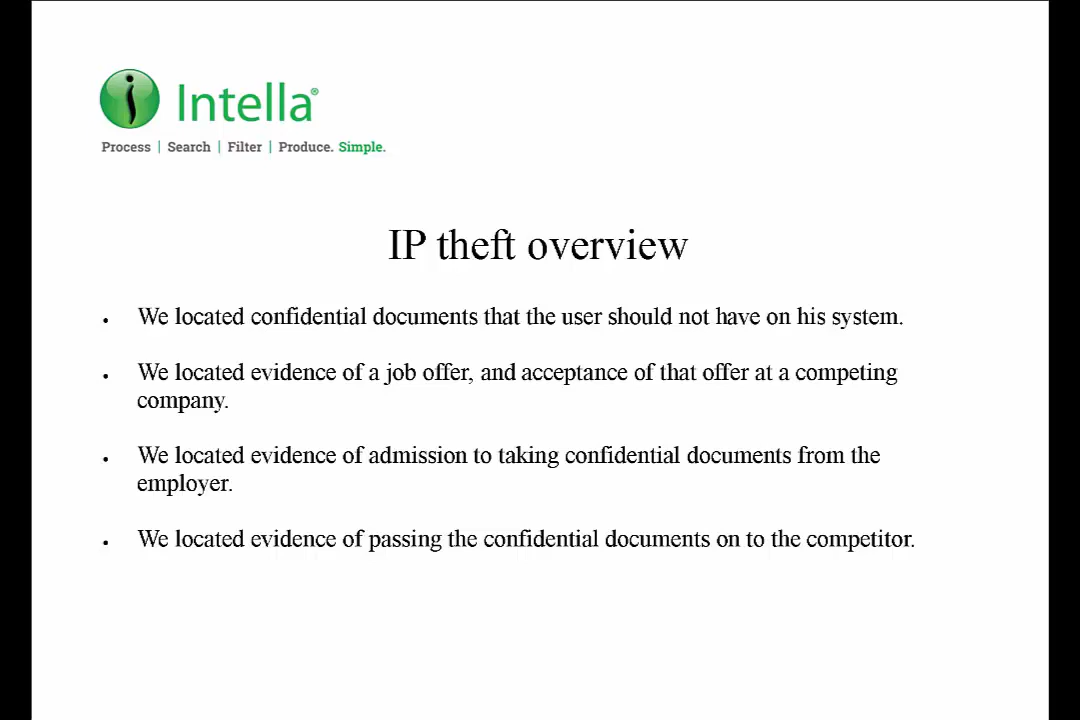 Intella®
Process | Search | Filter | Produce. Simple.
IP theft overview
• We located confidential documents that the user should not have on his system.
• We located evidence of a job offer, and acceptance of that offer at a competing
company.
• We located evidence of admission to taking confidential documents from the
employer.
• We located evidence of passing the confidential documents on to the competitor.